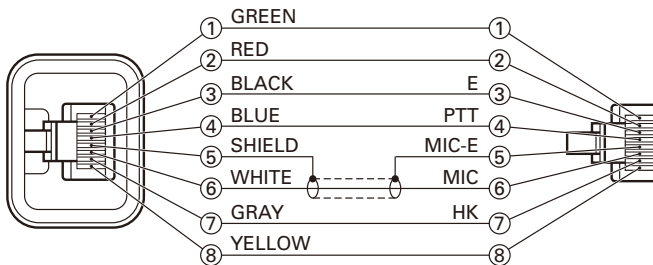 ① GREEN ①
② RED ②
③ BLACK E ③
④ BLUE PTT ④
⑤ SHIELD MIC-E ⑤
⑥ WHITE MIC ⑥
⑦ GRAY HK ⑦
⑧ YELLOW ⑧